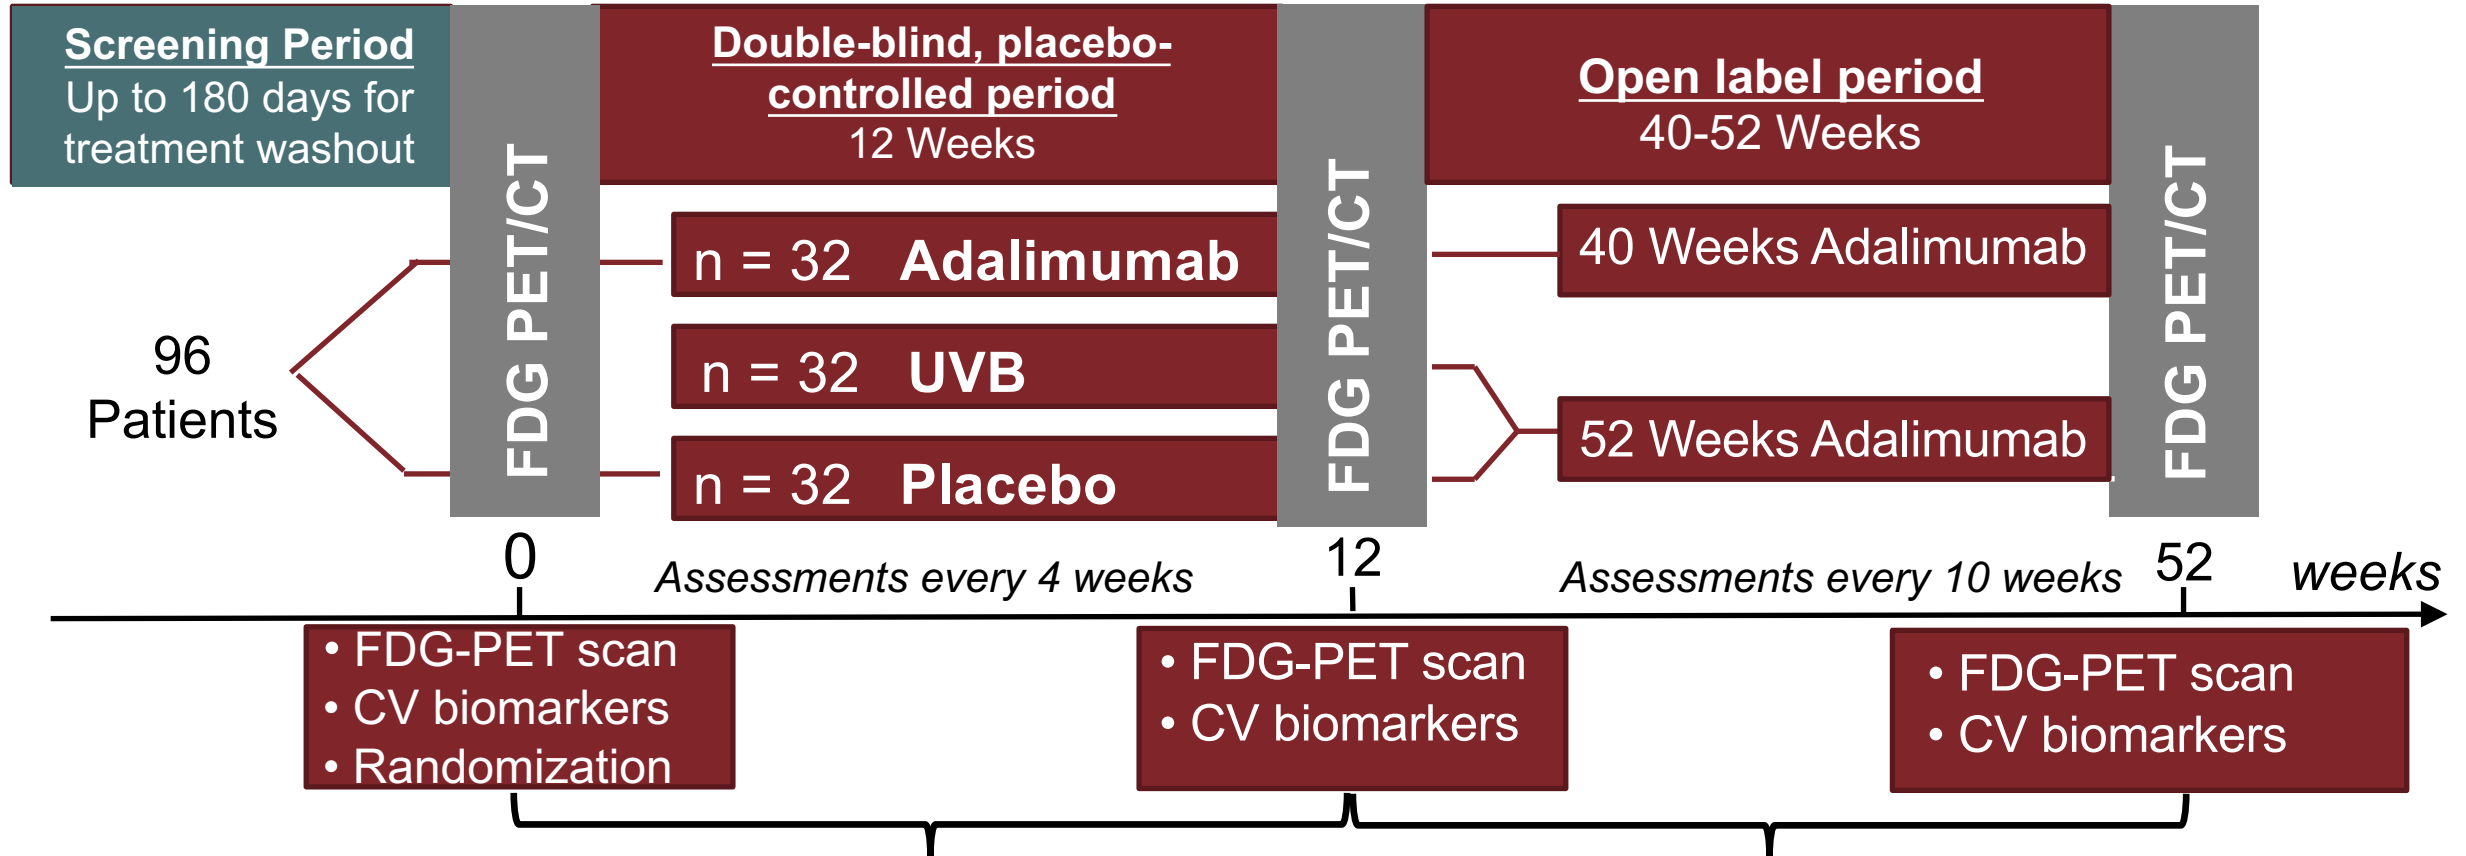 Screening Period
Up to 180 days for
treatment washout
FDG PET/CT
Double-blind, placebo-
controlled period
12 Weeks
FDG PET/CT
Open label period
40-52 Weeks
FDG PET/CT
96
Patients
n = 32 Adalimumab
n = 32 UVB
n = 32 Placebo
40 Weeks Adalimumab
52 Weeks Adalimumab
0
Assessments every 4 weeks
12
Assessments every 10 weeks
52
weeks
• FDG-PET scan
• CV biomarkers
• Randomization
• FDG-PET scan
• CV biomarkers
• FDG-PET scan
• CV biomarkers